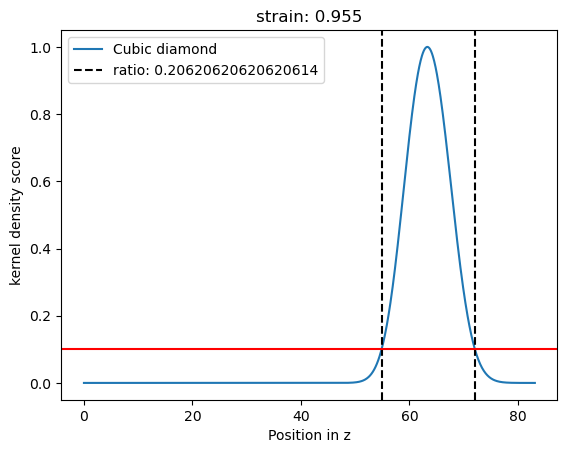 strain: 0.955
Cubic diamond
ratio: 0.20620620620620614
1.0
0.8
0.6
0.4
0.2
0.0
kernel density score
0 20 40 60 80
Position in z